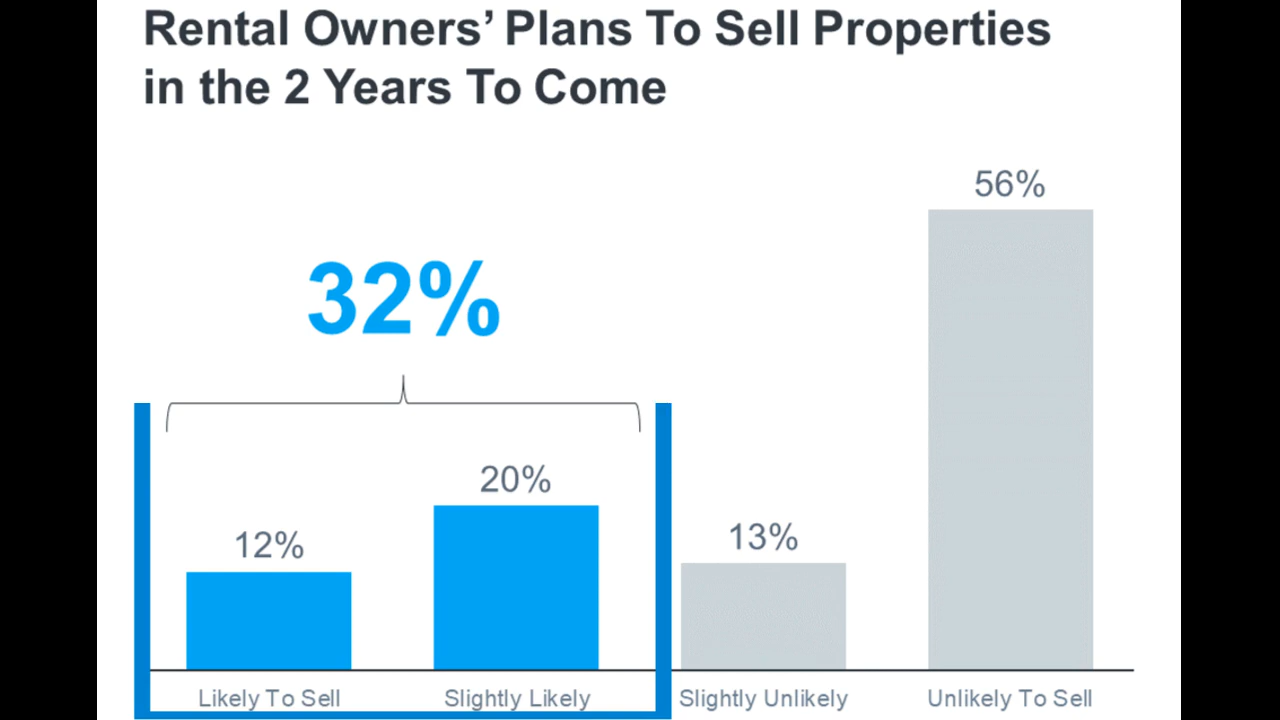 Rental Owners’ Plans To Sell Properties
in the 2 Years To Come
56%
32%
20%
12%
13%
Likely To Sell
Slightly Likely
Slightly Unlikely
Unlikely To Sell